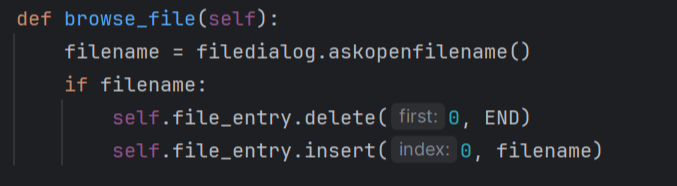 def browse_file(self):
    filename = filedialog.askopenfilename()
    if filename:
        self.file_entry.delete(first: 0, END)
        self.file_entry.insert(index: 0, filename)